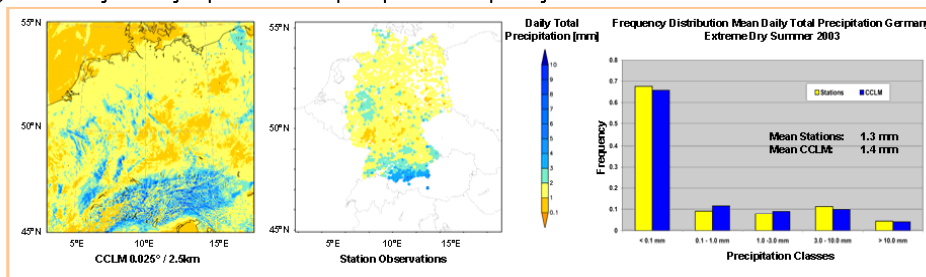 55°N
50°N
45°N
5°E
10°E
15°E
CCLM 0.025° / 2.5km
55°N
50°N
45°N
5°E
10°E
15°E
Station Observations
Daily Total
Precipitation [mm]
10
9
8
7
6
5
4
3
2
1
0.1
Frequency Distribution Mean Daily Total Precipitation Germany
Extreme Dry Summer 2003
Frequency
0.8
0.7
0.6
0.5
0.4
0.3
0.2
0.1
0
Stations
CCLM
Mean Stations: 1.3 mm
Mean CCLM: 1.4 mm
< 0.1 mm
0.1 - 1.0 mm
1.0 -3.0 mm
3.0 - 10.0 mm
> 10.0 mm
Precipitation Classes